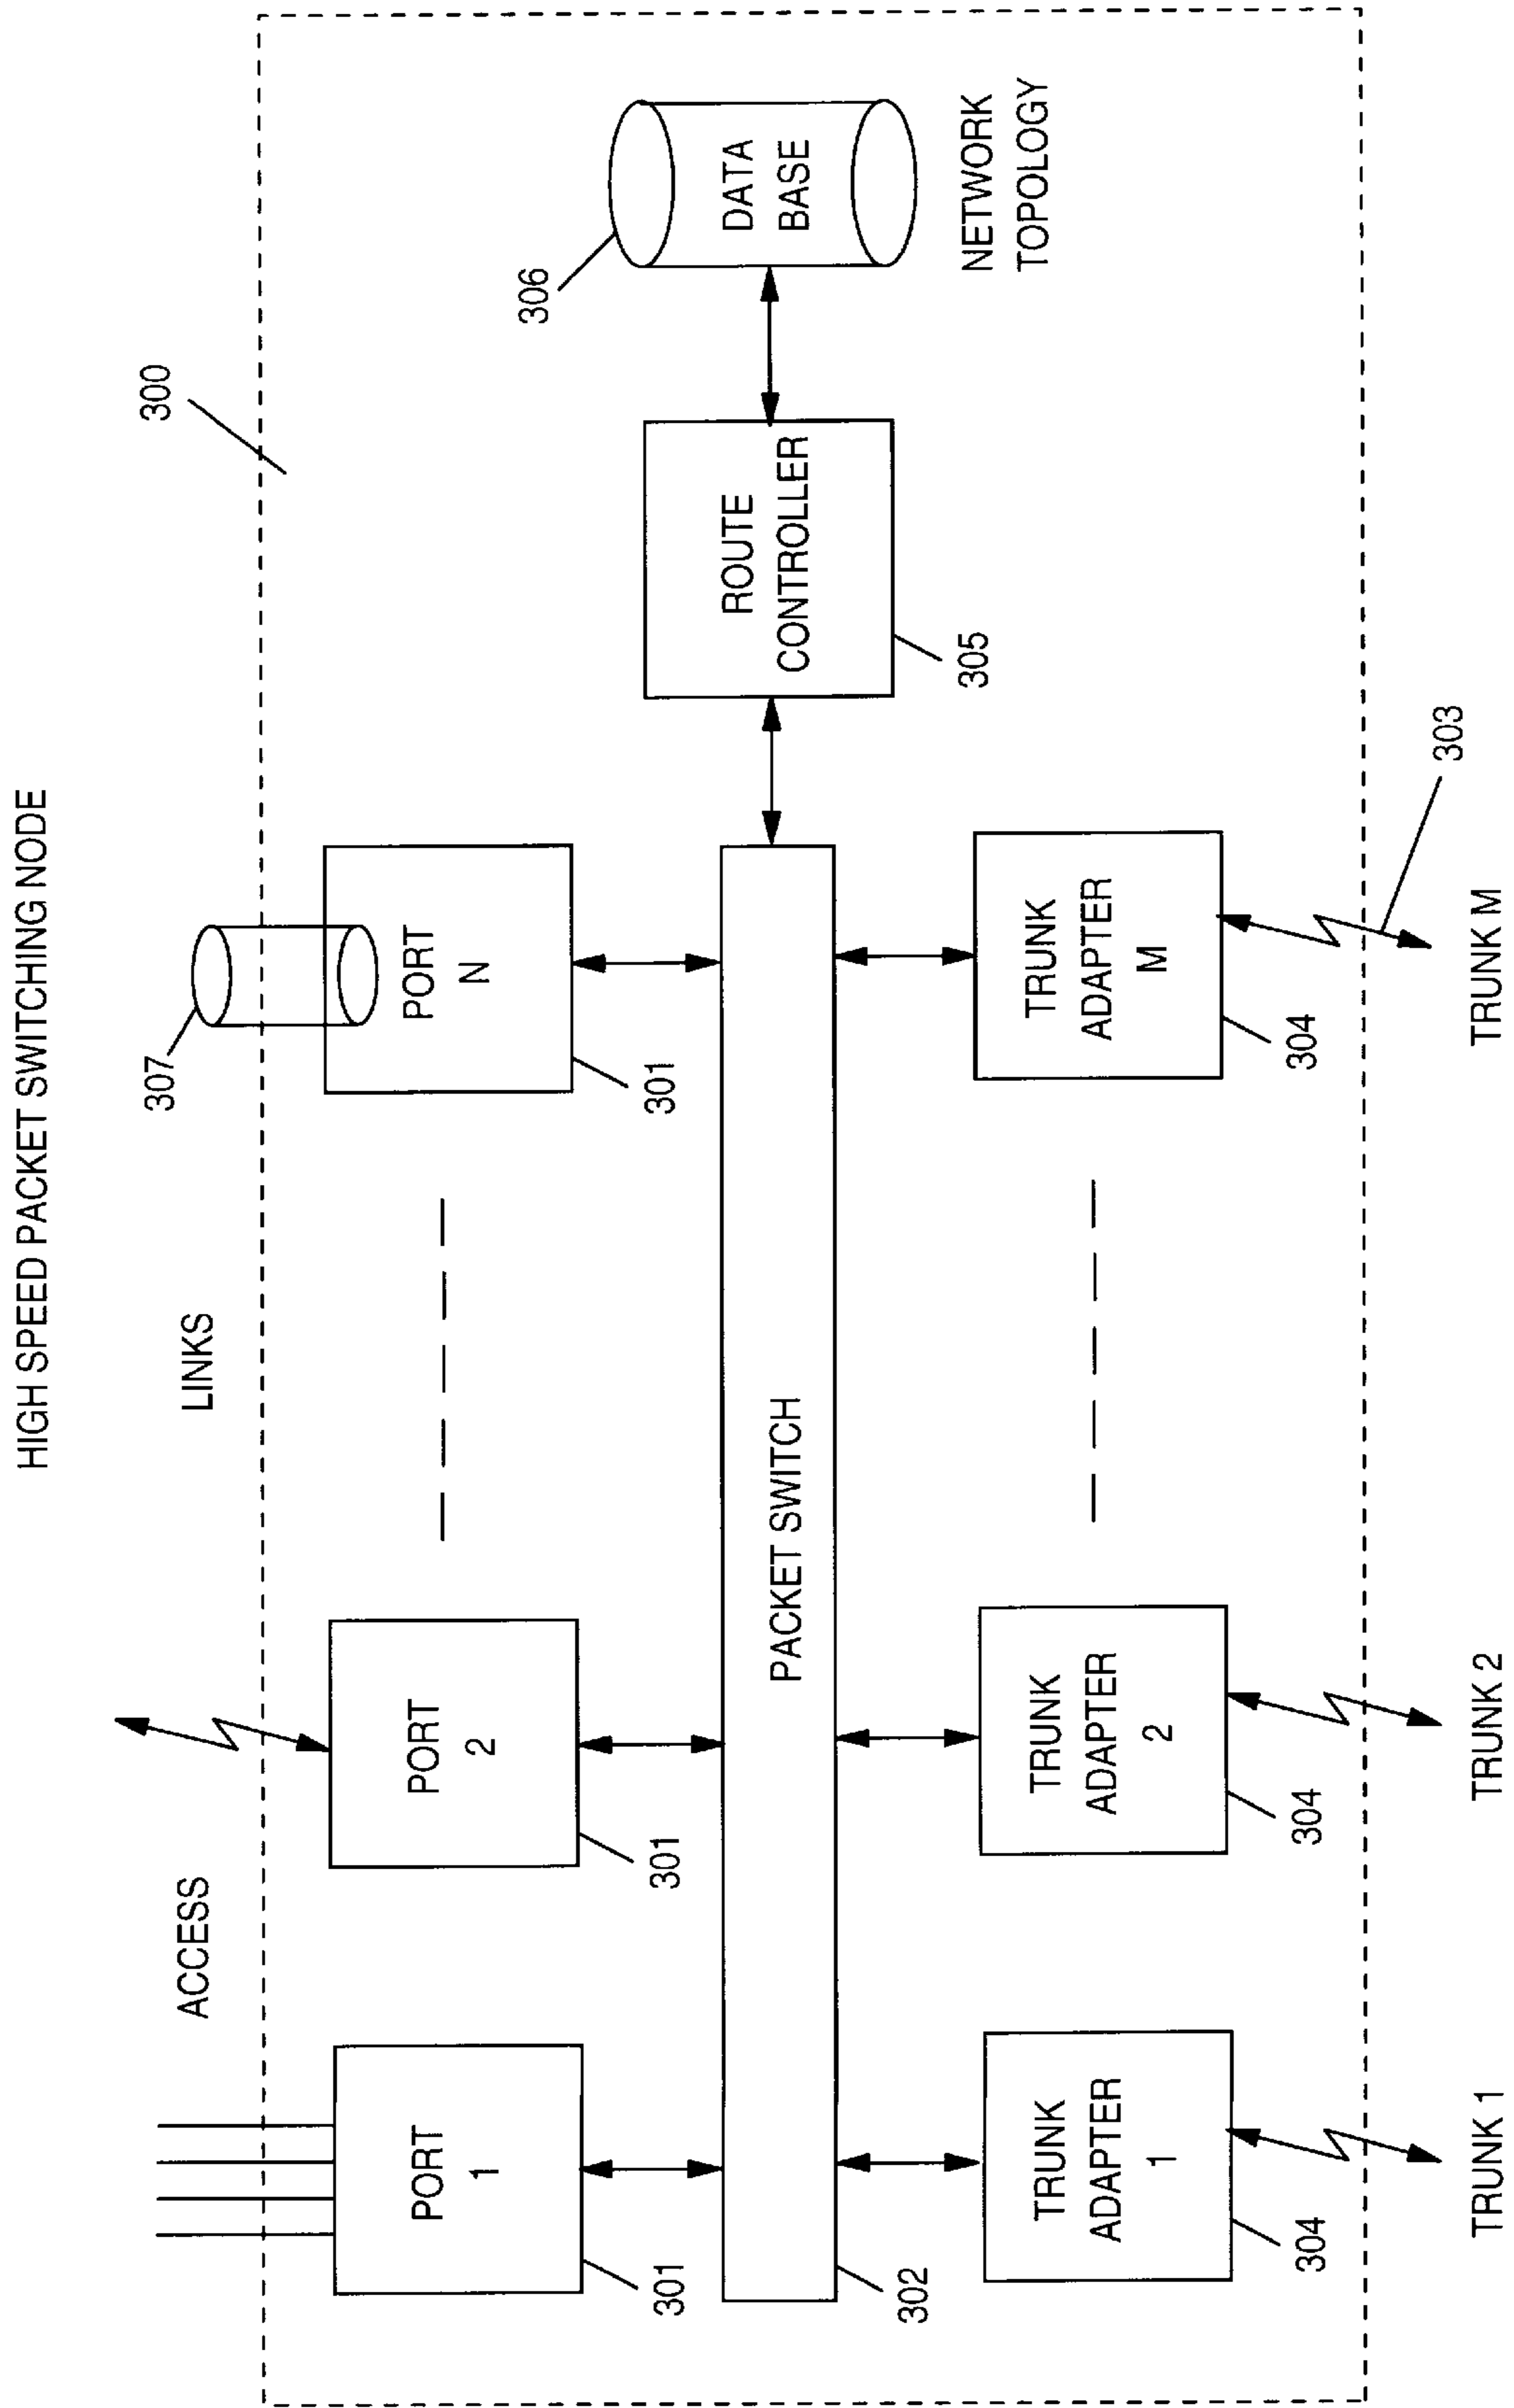 HIGH SPEED PACKET SWITCHING NODE
ACCESS
LINKS
307
300
PORT
1
PORT
2
PORT
N
301
301
301
306
DATA
BASE
NETWORK
TOPOLOGY
ROUTE
CONTROLLER
305
PACKET SWITCH
302
TRUNK
ADAPTER
1
TRUNK
ADAPTER
2
TRUNK
ADAPTER
M
304
304
304
303
TRUNK 1
TRUNK 2
TRUNK M